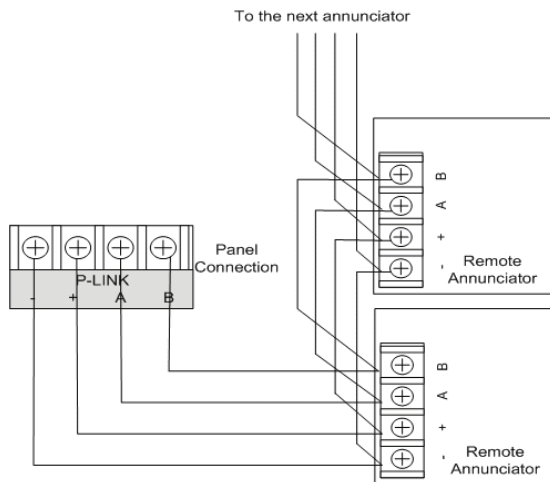 To the next annunciator
B
A
+
-
Remote
Annunciator
Panel
Connection
P-LINK
- + A B
B
A
+
-
Remote
Annunciator